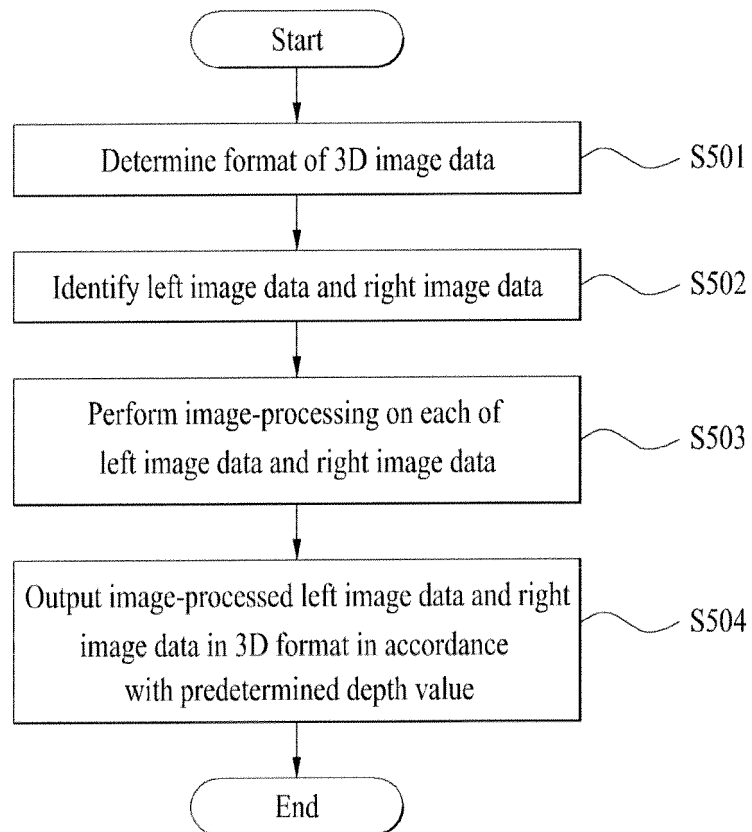 Start
Determine format of 3D image data
S501
Identify left image data and right image data
S502
Perform image-processing on each of
left image data and right image data
S503
Output image-processed left image data and right
image data in 3D format in accordance
with predetermined depth value
S504
End